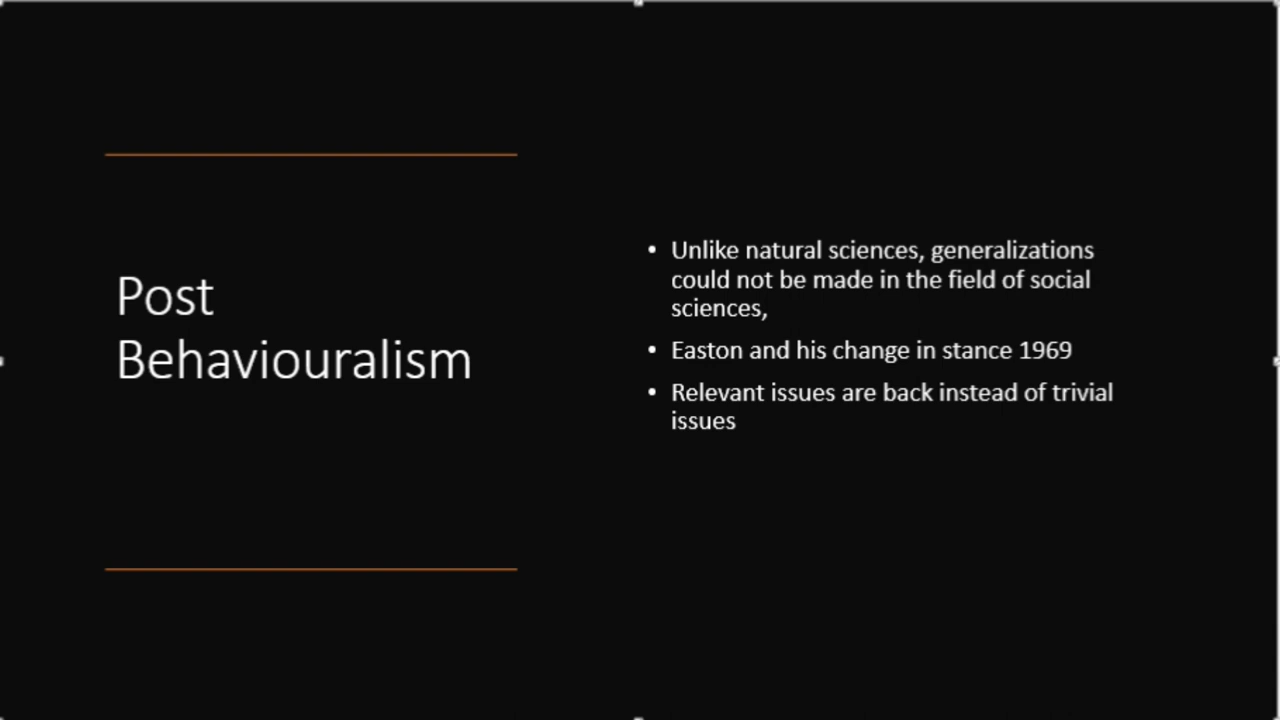 Post
Behaviouralism
• Unlike natural sciences, generalizations
could not be made in the field of social
sciences,
• Easton and his change in stance 1969
• Relevant issues are back instead of trivial
issues